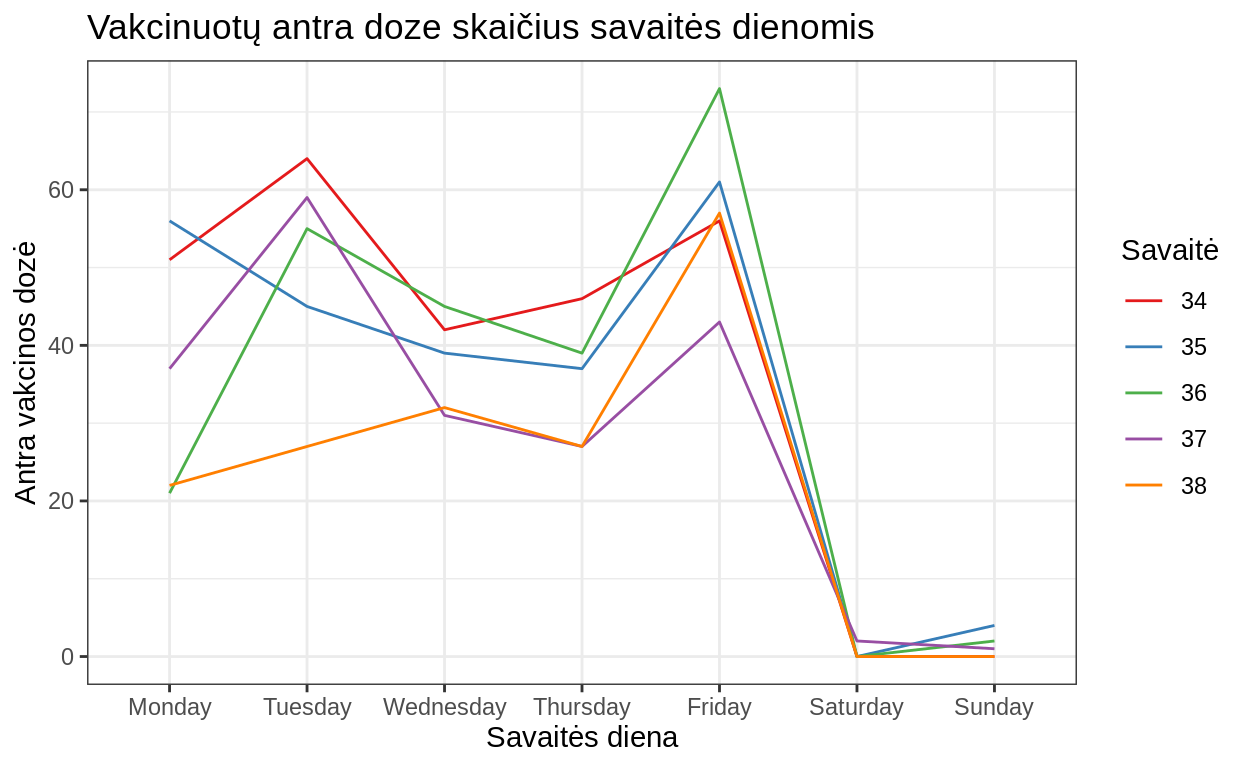 Vakcinuotų antra doze skaičius savaitės dienomis
Antra vakcinos dozė
60
40
20
0
Monday Tuesday Wednesday Thursday Friday Saturday Sunday
Savaitės diena
Savaitė
34
35
36
37
38